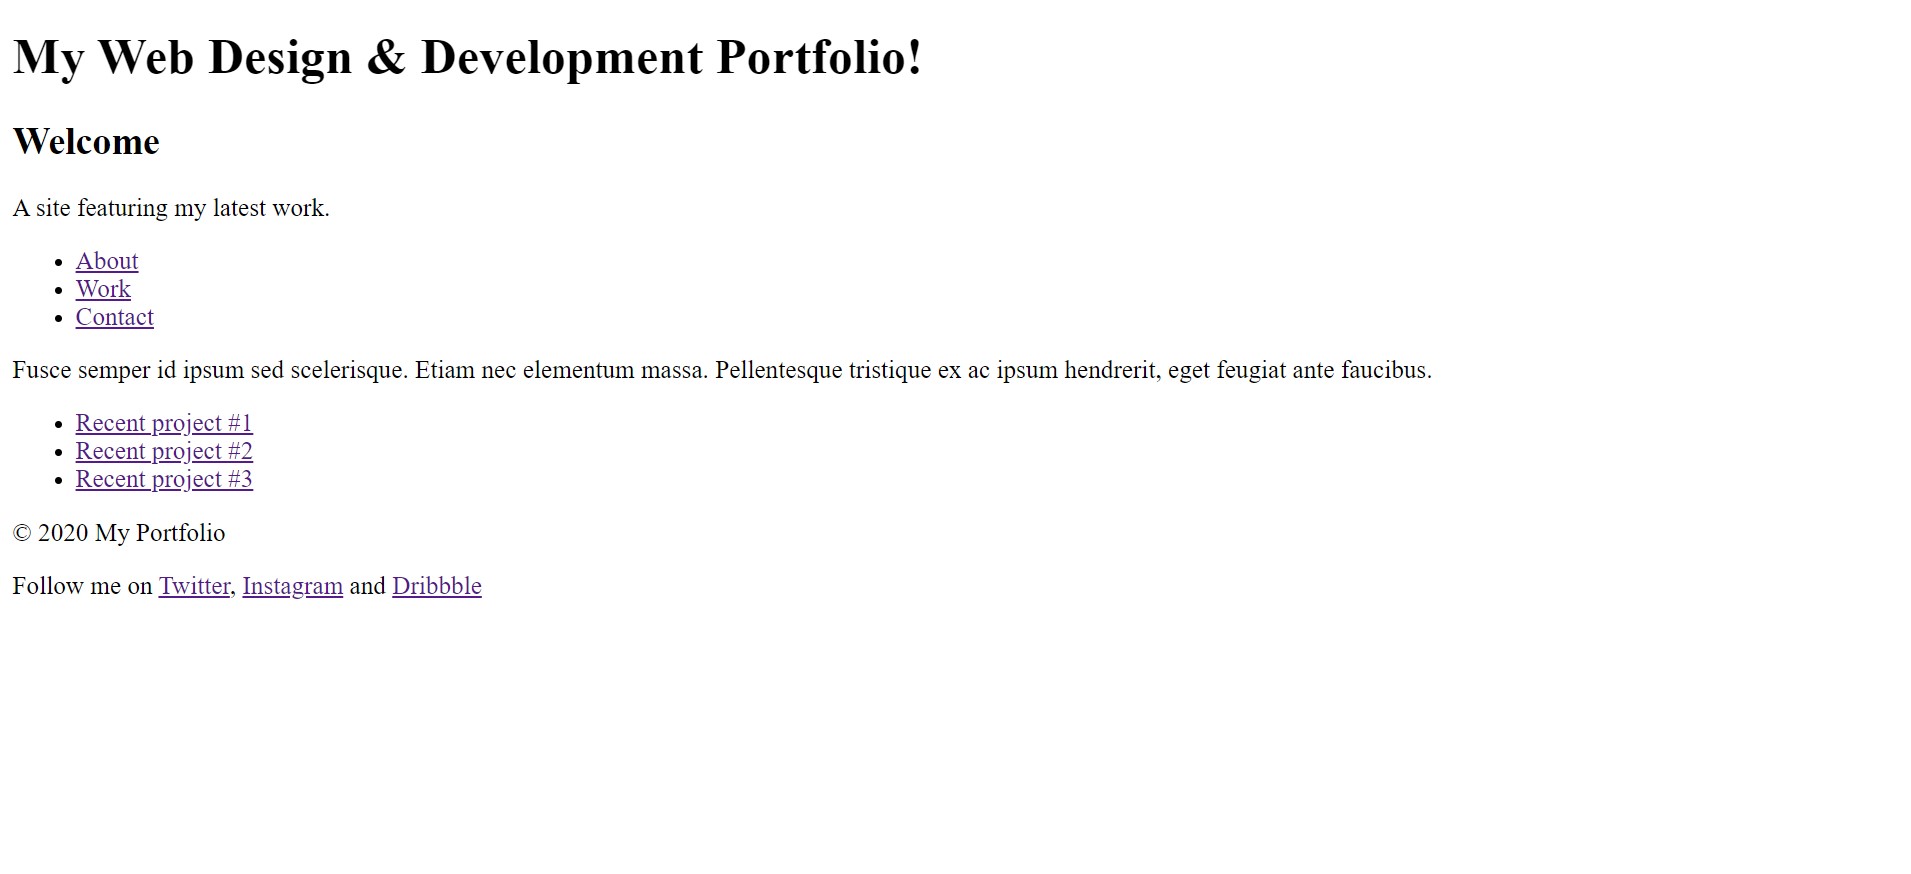 My Web Design & Development Portfolio!
Welcome
A site featuring my latest work.
About
Work
Contact
Fusce semper id ipsum sed scelerisque. Etiam nec elementum massa. Pellentesque tristique ex ac ipsum hendrerit, eget feugiat ante faucibus.
Recent project #1
Recent project #2
Recent project #3
© 2020 My Portfolio
Follow me on Twitter, Instagram and Dribbble